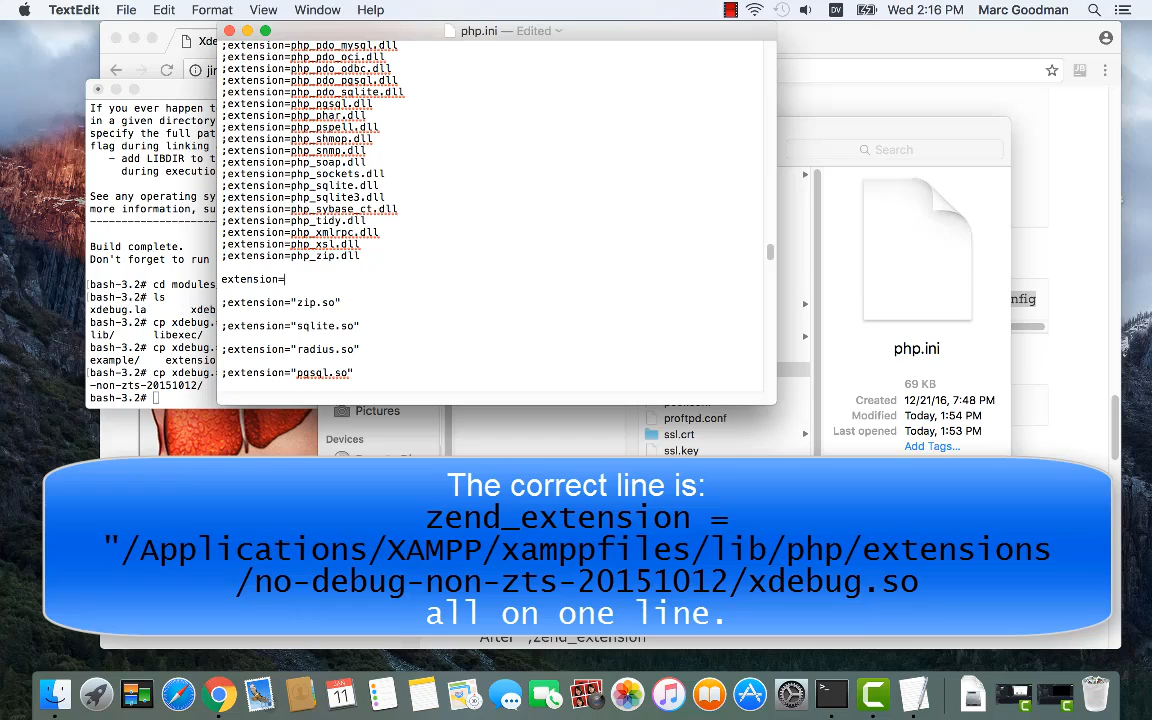 TextEdit File Edit Format View Window Help
DV Wed 2:16 PM Marc Goodman
php.ini — Edited
Xde
jir
;extension=php_pdo_mysql.dll
;extension=php_pdo_oci.dll
;extension=php_pdo_odbc.dll
;extension=php_pdo_pgsql.dll
;extension=php_pdo_sqlite.dll
;extension=php_pgsql.dll
;extension=php_phar.dll
;extension=php_pspell.dll
;extension=php_shmop.dll
;extension=php_snmp.dll
;extension=php_soap.dll
;extension=php_sockets.dll
;extension=php_sqlite.dll
;extension=php_sqlite3.dll
;extension=php_sybase_ct.dll
;extension=php_tidy.dll
;extension=php_xmlrpc.dll
;extension=php_xsl.dll
;extension=php_zip.dll
extension=
;extension="zip.so"
;extension="sqlite.so"
;extension="radius.so"
;extension="pgsql.so"
If you ever happen t
in a given directory
specify the full pat
flag during linking
- add LIBDIR to t
during executio
See any operating sy
more information, su
Build complete.
Don't forget to run
[bash-3.2# cd modules
[bash-3.2# ls
xdebug.la xdeb
[bash-3.2# cp xdebug.
lib/ libexec/
[bash-3.2# cp xdebug.
example/ extensio
[bash-3.2# cp xdebug.
-non-zts-20151012/
bash-3.2#
Search
nfig
php.ini
69 KB
Created 12/21/16, 7:48 PM
Modified Today, 1:54 PM
Last opened Today, 1:53 PM
Add Tags...
Pictures
Devices
proftpd.conf
ssl.crt
ssl.key
The correct line is:
zend_extension =
"/Applications/XAMPP/xamppfiles/lib/php/extensions
/no-debug-non-zts-20151012/xdebug.so
all on one line.
After ;zend_extension
JAN
11